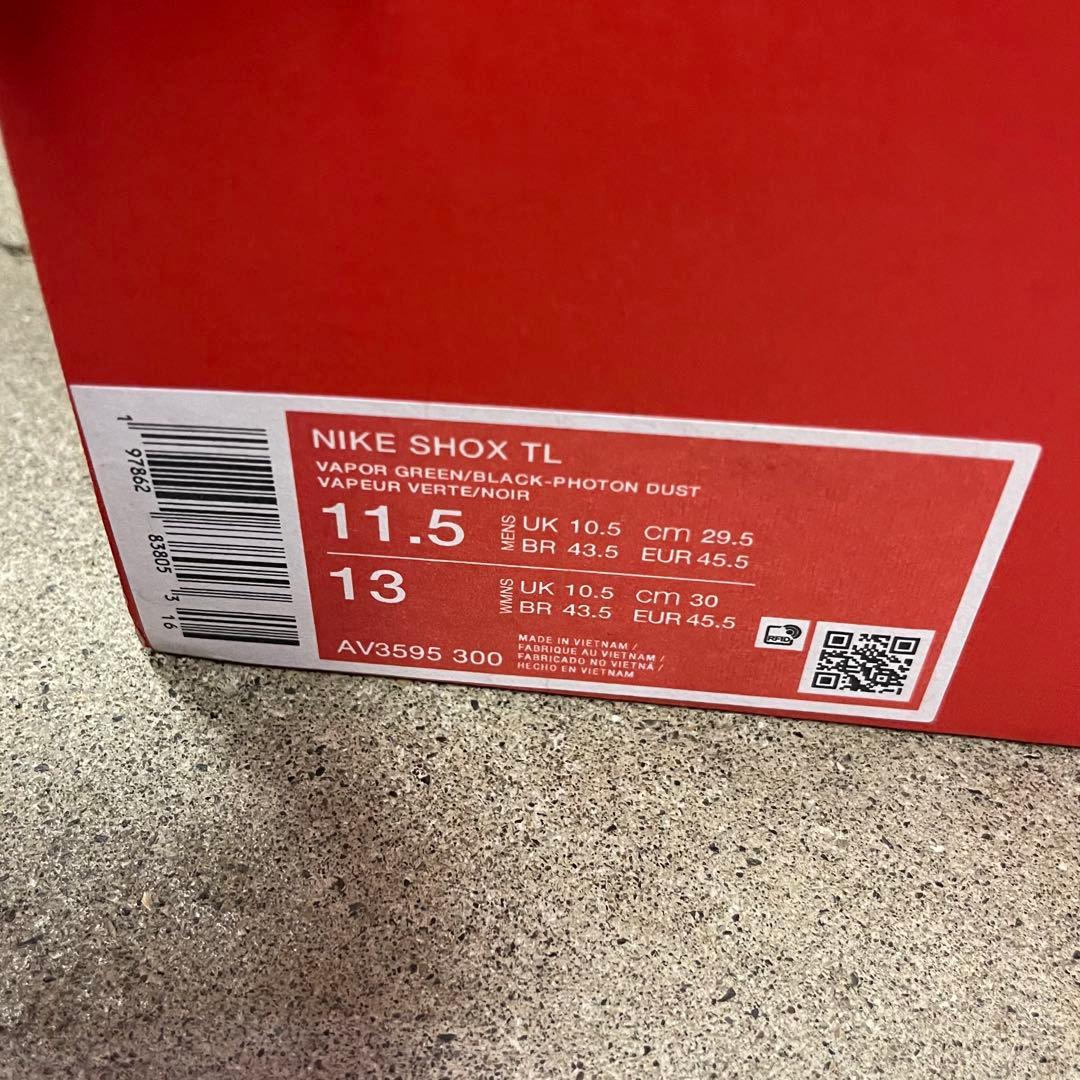 NIKE SHOX TL
VAPOR GREEN/BLACK-PHOTON DUST
VAPEUR VERTE/NOIR
11.5 MENS UK 10.5 cm 29.5
BR 43.5 EUR 45.5
13 WMNS UK 10.5 cm 30
BR 43.5 EUR 45.5
AV3595 300
MADE IN VIETNAM /
FABRIQUE AU VIETNAM /
FABRICADO NO VIETNÃ /
HECHO EN VIETNAM
RFID
1 97862 83805 3 16